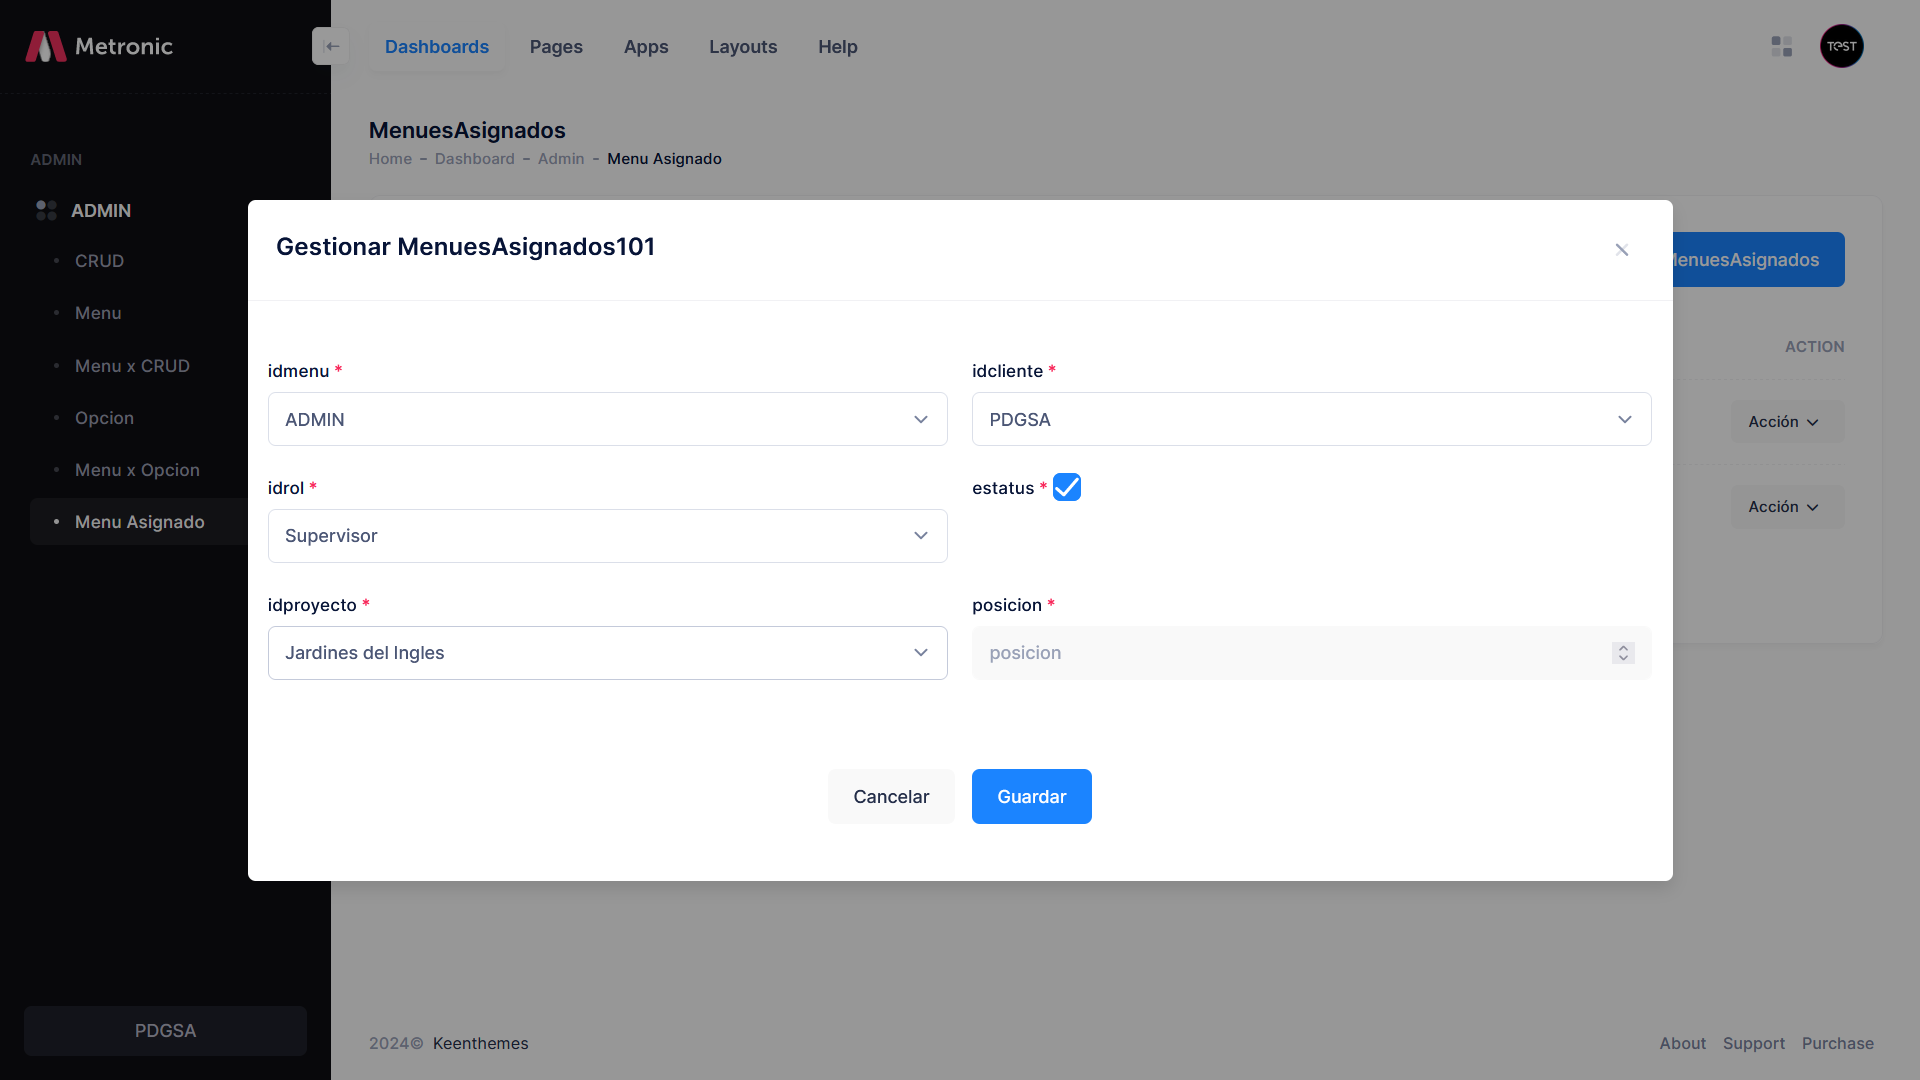 Metronic
Dashboards Pages Apps Layouts Help
TEST
ADMIN
ADMIN
CRUD
Menu
Menu x CRUD
Opcion
Menu x Opcion
Menu Asignado
PDGSA
MenuesAsignados
Home - Dashboard - Admin - Menu Asignado
MenuesAsignados
ACTION
Acción
Acción
Gestionar MenuesAsignados101
idmenu *
ADMIN
idcliente *
PDGSA
idrol *
Supervisor
estatus *
idproyecto *
Jardines del Ingles
posicion *
posicion
Cancelar
Guardar
2024© Keenthemes
About Support Purchase